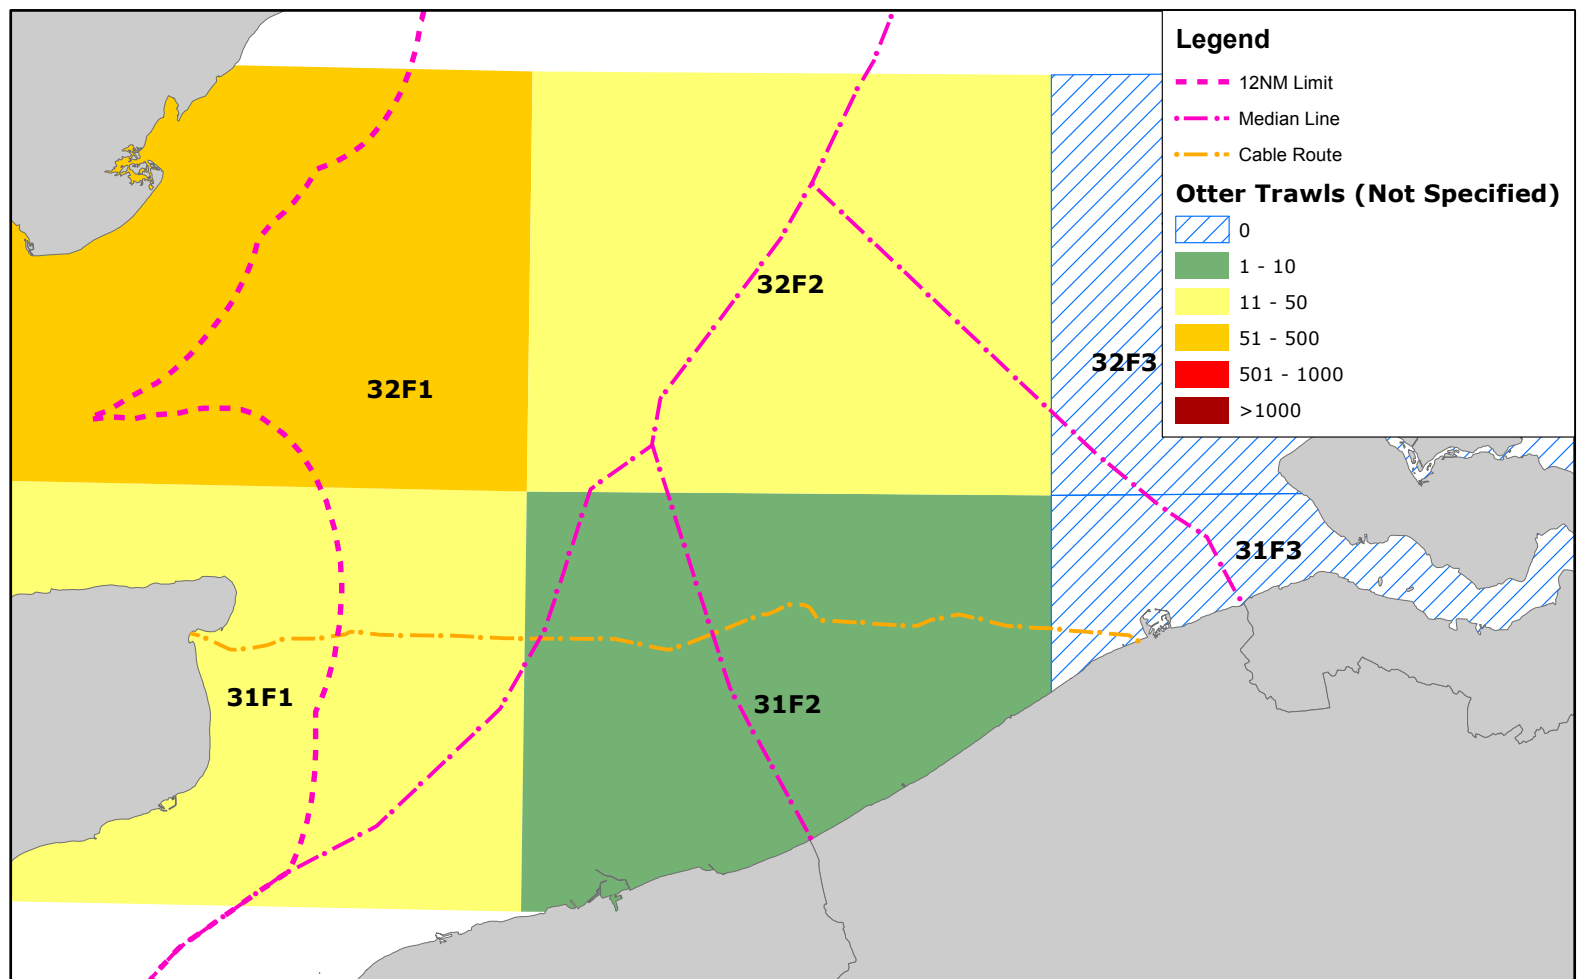 Legend
12NM Limit
Median Line
Cable Route
Otter Trawls (Not Specified)
0
1 - 10
11 - 50
51 - 500
501 - 1000
>1000
32F2
32F3
32F1
31F3
31F1
31F2